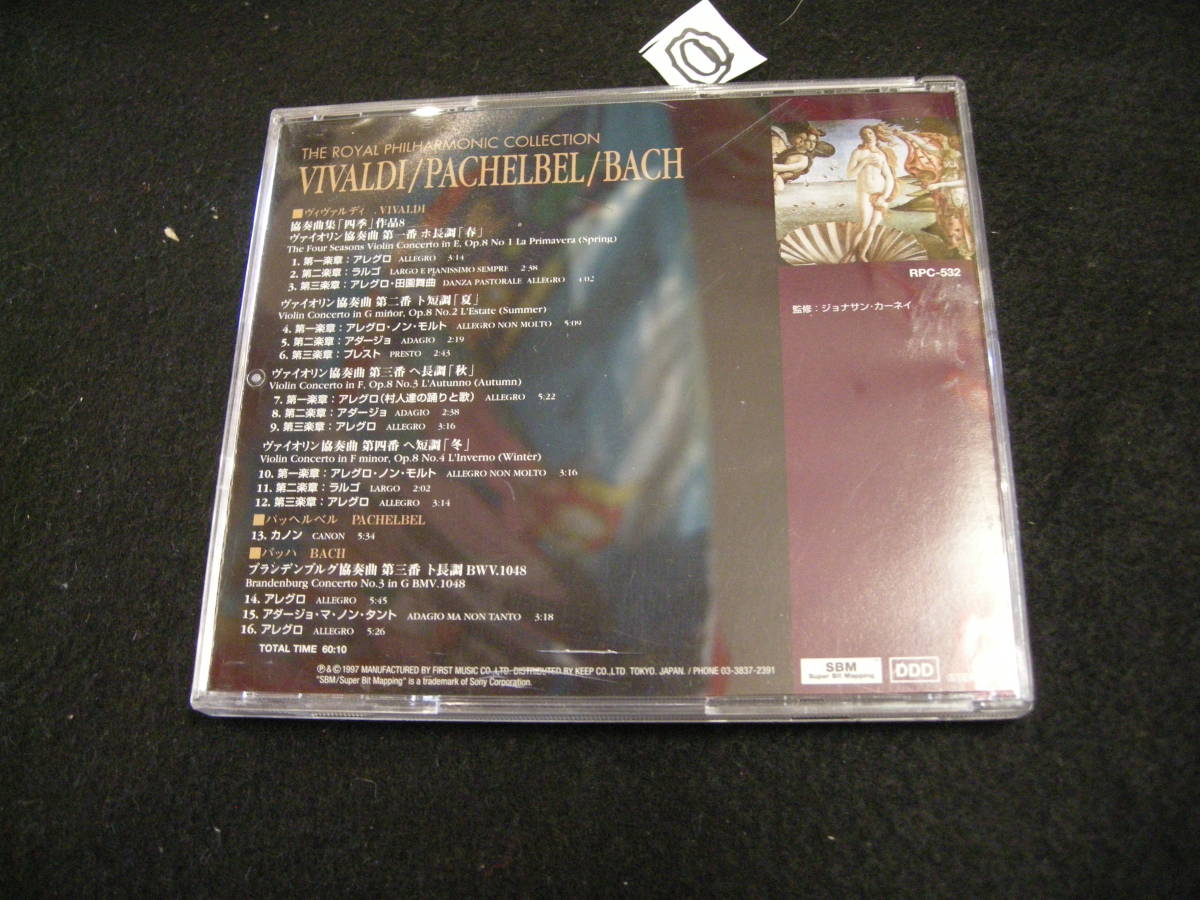 THE ROYAL PHILHARMONIC COLLECTION
VIVALDI/PACHELBEL/BACH
■ヴィヴァルディ VIVALDI
協奏曲集「四季」作品8
ヴァイオリン協奏曲 第一番 ホ長調「春」
The Four Seasons Violin Concerto in E, Op.8 No 1 La Primavera (Spring)
1. 第一楽章：アレグロ ALLEGRO 3:14
2. 第二楽章：ラルゴ LARGO E PIANISSIMO SEMPRE 2:38
3. 第三楽章：アレグロ・田園舞曲 DANZA PASTORALE ALLEGRO 4:02
ヴァイオリン協奏曲 第二番 ト短調「夏」
Violin Concerto in G minor, Op.8 No.2 L'Estate (Summer)
4. 第一楽章：アレグロ・ノン・モルト ALLEGRO NON MOLTO 5:09
5. 第二楽章：アダージョ ADAGIO 2:19
6. 第三楽章：プレスト PRESTO 2:43
ヴァイオリン協奏曲 第三番 ヘ長調「秋」
Violin Concerto in F, Op.8 No.3 L'Autunno (Autumn)
7. 第一楽章：アレグロ（村人達の踊りと歌） ALLEGRO 5:22
8. 第二楽章：アダージョ ADAGIO 2:38
9. 第三楽章：アレグロ ALLEGRO 3:16
ヴァイオリン協奏曲 第四番 ヘ短調「冬」
Violin Concerto in F minor, Op.8 No.4 L'Inverno (Winter)
10. 第一楽章：アレグロ・ノン・モルト ALLEGRO NON MOLTO 3:16
11. 第二楽章：ラルゴ LARGO 2:02
12. 第三楽章：アレグロ ALLEGRO 3:14
■パッヘルベル PACHELBEL
13. カノン CANON 5:34
■バッハ BACH
ブランデンブルグ協奏曲 第三番 ト長調 BWV.1048
Brandenburg Concerto No.3 in G BMV.1048
14. アレグロ ALLEGRO 5:45
15. アダージョ・マ・ノン・タント ADAGIO MA NON TANTO 3:18
16. アレグロ ALLEGRO 5:26
TOTAL TIME 60:10
℗&©1997 MANUFACTURED BY FIRST MUSIC CO.,LTD. DISTRIBUTED BY KEEP CO.,LTD TOKYO. JAPAN. / PHONE 03-3837-2391
"SBM/Super Bit Mapping" is a trademark of Sony Corporation.
RPC-532
監修：ジョナサン・カーネイ
SBM
Super Bit Mapping
DDD